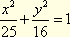 x²/25 + y²/16 = 1